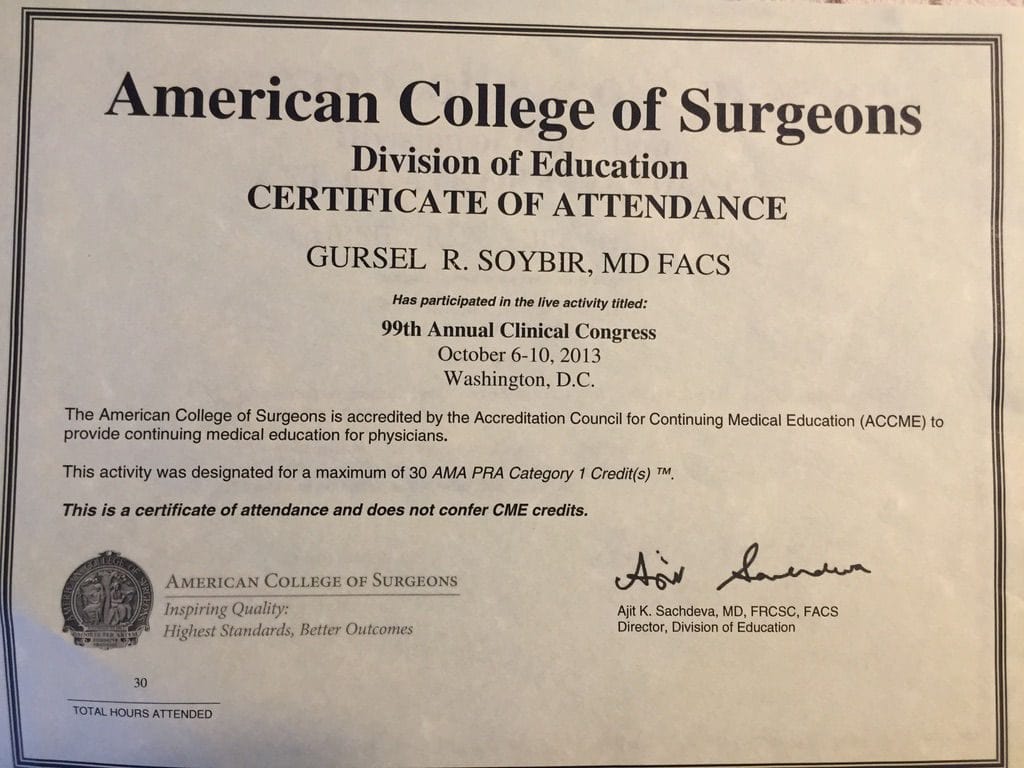 American College of Surgeons
Division of Education
CERTIFICATE OF ATTENDANCE
GURSEL R. SOYBIR, MD FACS
Has participated in the live activity titled:
99th Annual Clinical Congress
October 6-10, 2013
Washington, D.C.
The American College of Surgeons is accredited by the Accreditation Council for Continuing Medical Education (ACCME) to
provide continuing medical education for physicians.
This activity was designated for a maximum of 30 AMA PRA Category 1 Credit(s) ™.
This is a certificate of attendance and does not confer CME credits.
AMERICAN COLLEGE OF SURGEONS
Inspiring Quality:
Highest Standards, Better Outcomes
Ajit K. Sachdeva, MD, FRCSC, FACS
Director, Division of Education
30
TOTAL HOURS ATTENDED